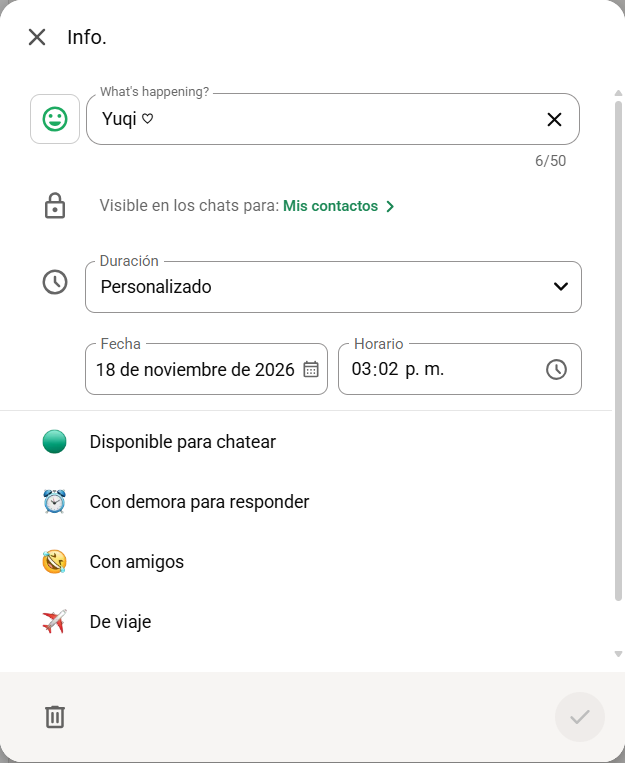 Info.
What's happening?
Yuqi ♡
6/50
Visible en los chats para: Mis contactos
Duración
Personalizado
Fecha
18 de noviembre de 2026
Horario
03:02 p. m.
Disponible para chatear
Con demora para responder
Con amigos
De viaje